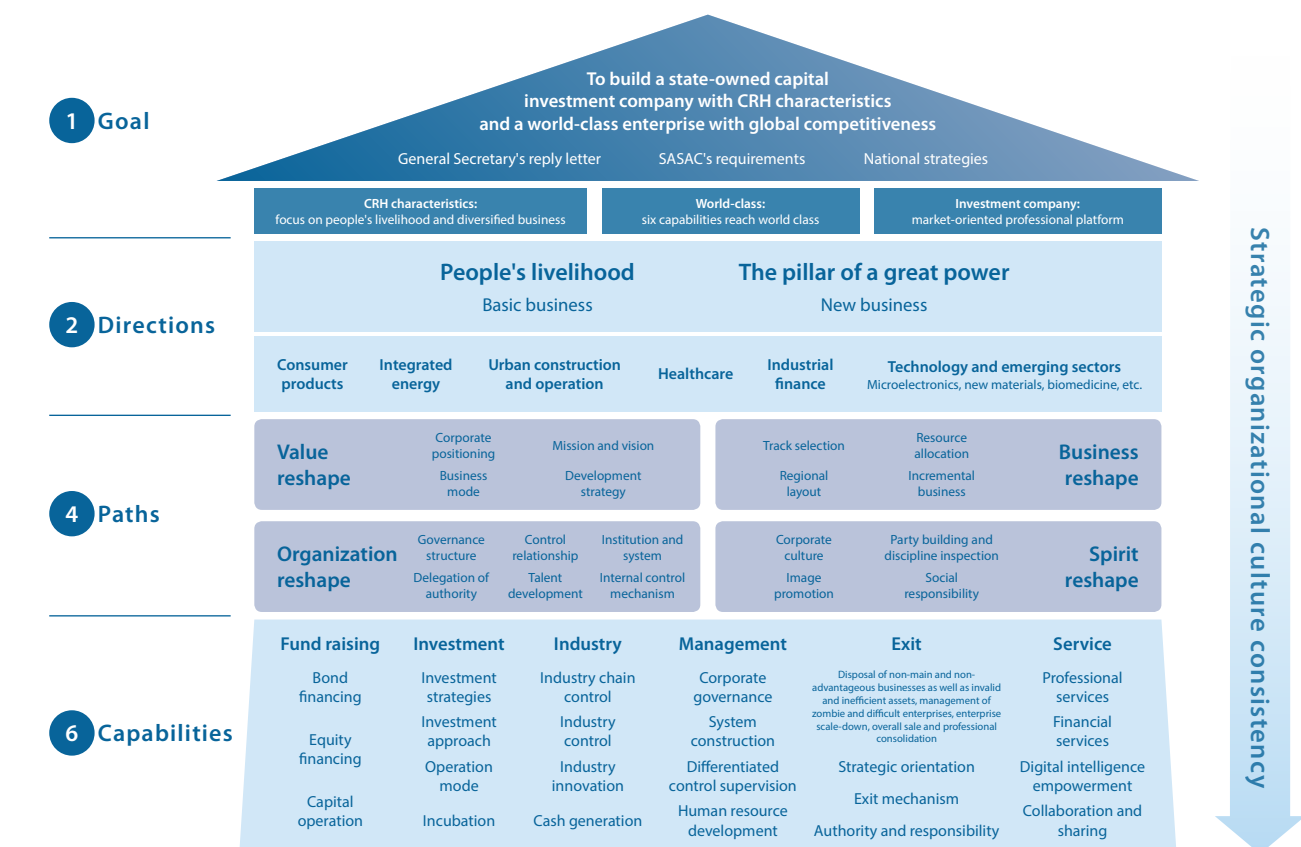 1 Goal
To build a state-owned capital
investment company with CRH characteristics
and a world-class enterprise with global competitiveness
General Secretary's reply letter
SASAC's requirements
National strategies
CRH characteristics:
focus on people's livelihood and diversified business
World-class:
six capabilities reach world class
Investment company:
market-oriented professional platform
2 Directions
People's livelihood
Basic business
The pillar of a great power
New business
Consumer
products
Integrated
energy
Urban construction
and operation
Healthcare
Industrial
finance
Technology and emerging sectors
Microelectronics, new materials, biomedicine, etc.
4 Paths
Value
reshape
Corporate
positioning
Mission and vision
Business
mode
Development
strategy
Track selection
Resource
allocation
Regional
layout
Incremental
business
Business
reshape
Organization
reshape
Governance
structure
Control
relationship
Institution and
system
Delegation of
authority
Talent
development
Internal control
mechanism
Corporate
culture
Party building and
discipline inspection
Image
promotion
Social
responsibility
Spirit
reshape
6 Capabilities
Fund raising
Bond
financing
Equity
financing
Capital
operation
Investment
Investment
strategies
Investment
approach
Operation
mode
Incubation
Industry
Industry chain
control
Industry
control
Industry
innovation
Cash generation
Management
Corporate
governance
System
construction
Differentiated
control supervision
Human resource
development
Exit
Disposal of non-main and non-
advantageous businesses as well as invalid
and inefficient assets, management of
zombie and difficult enterprises, enterprise
scale-down, overall sale and professional
consolidation
Strategic orientation
Exit mechanism
Authority and responsibility
Service
Professional
services
Financial
services
Digital intelligence
empowerment
Collaboration and
sharing
Strategic organizational culture consistency